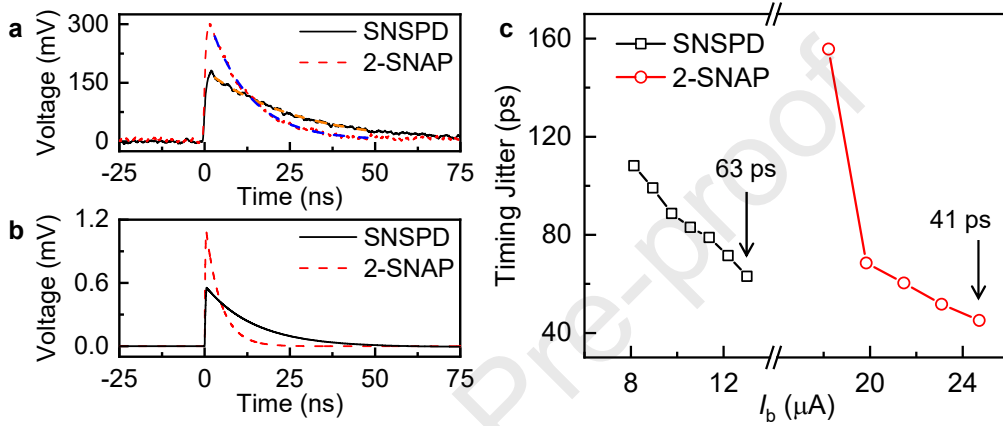 a
Voltage (mV)
300
150
0
SNSPD
2-SNAP
-25 0 25 50 75
Time (ns)
b
Voltage (mV)
1.2
0.6
0.0
SNSPD
2-SNAP
-25 0 25 50 75
Time (ns)
c
Timing Jitter (ps)
160
120
80
40
SNSPD
2-SNAP
63 ps
41 ps
8 12 20 24
I_b (μA)
Pre-proof